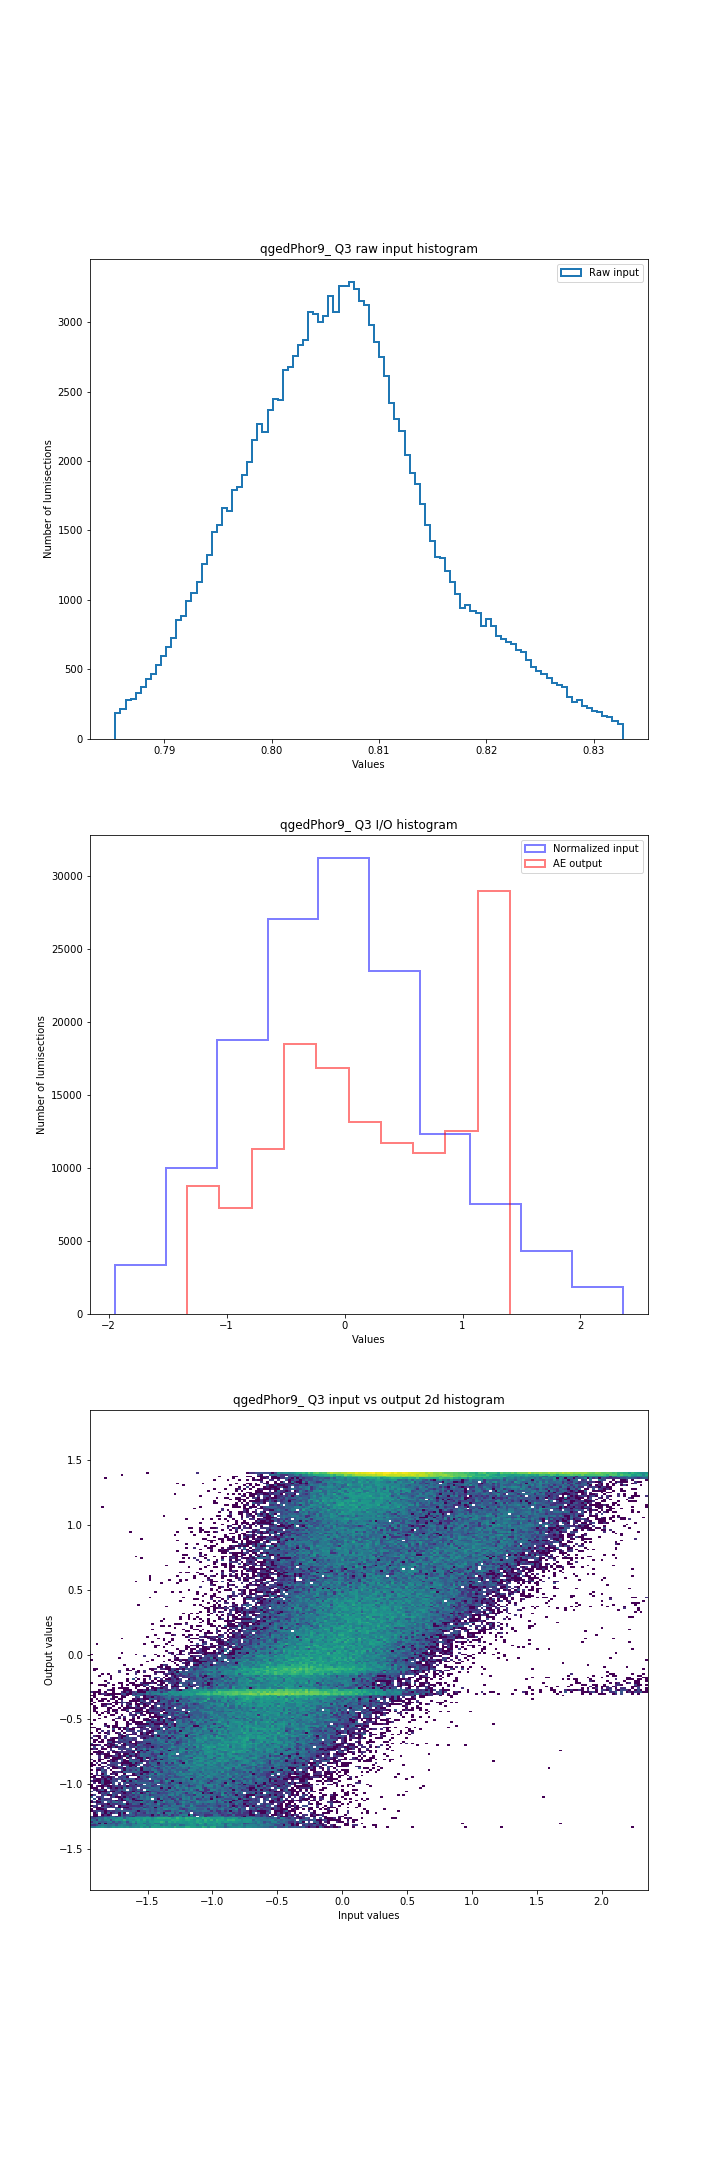 qgedPhor9_ Q3 raw input histogram
Raw input
Number of lumisections
3000
2500
2000
1500
1000
500
0
0.79 0.80 0.81 0.82 0.83
Values
qgedPhor9_ Q3 I/O histogram
Normalized input
AE output
Number of lumisections
30000
25000
20000
15000
10000
5000
0
−2 −1 0 1 2
Values
qgedPhor9_ Q3 input vs output 2d histogram
Output values
1.5
1.0
0.5
0.0
−0.5
−1.0
−1.5
−1.5 −1.0 −0.5 0.0 0.5 1.0 1.5 2.0
Input values